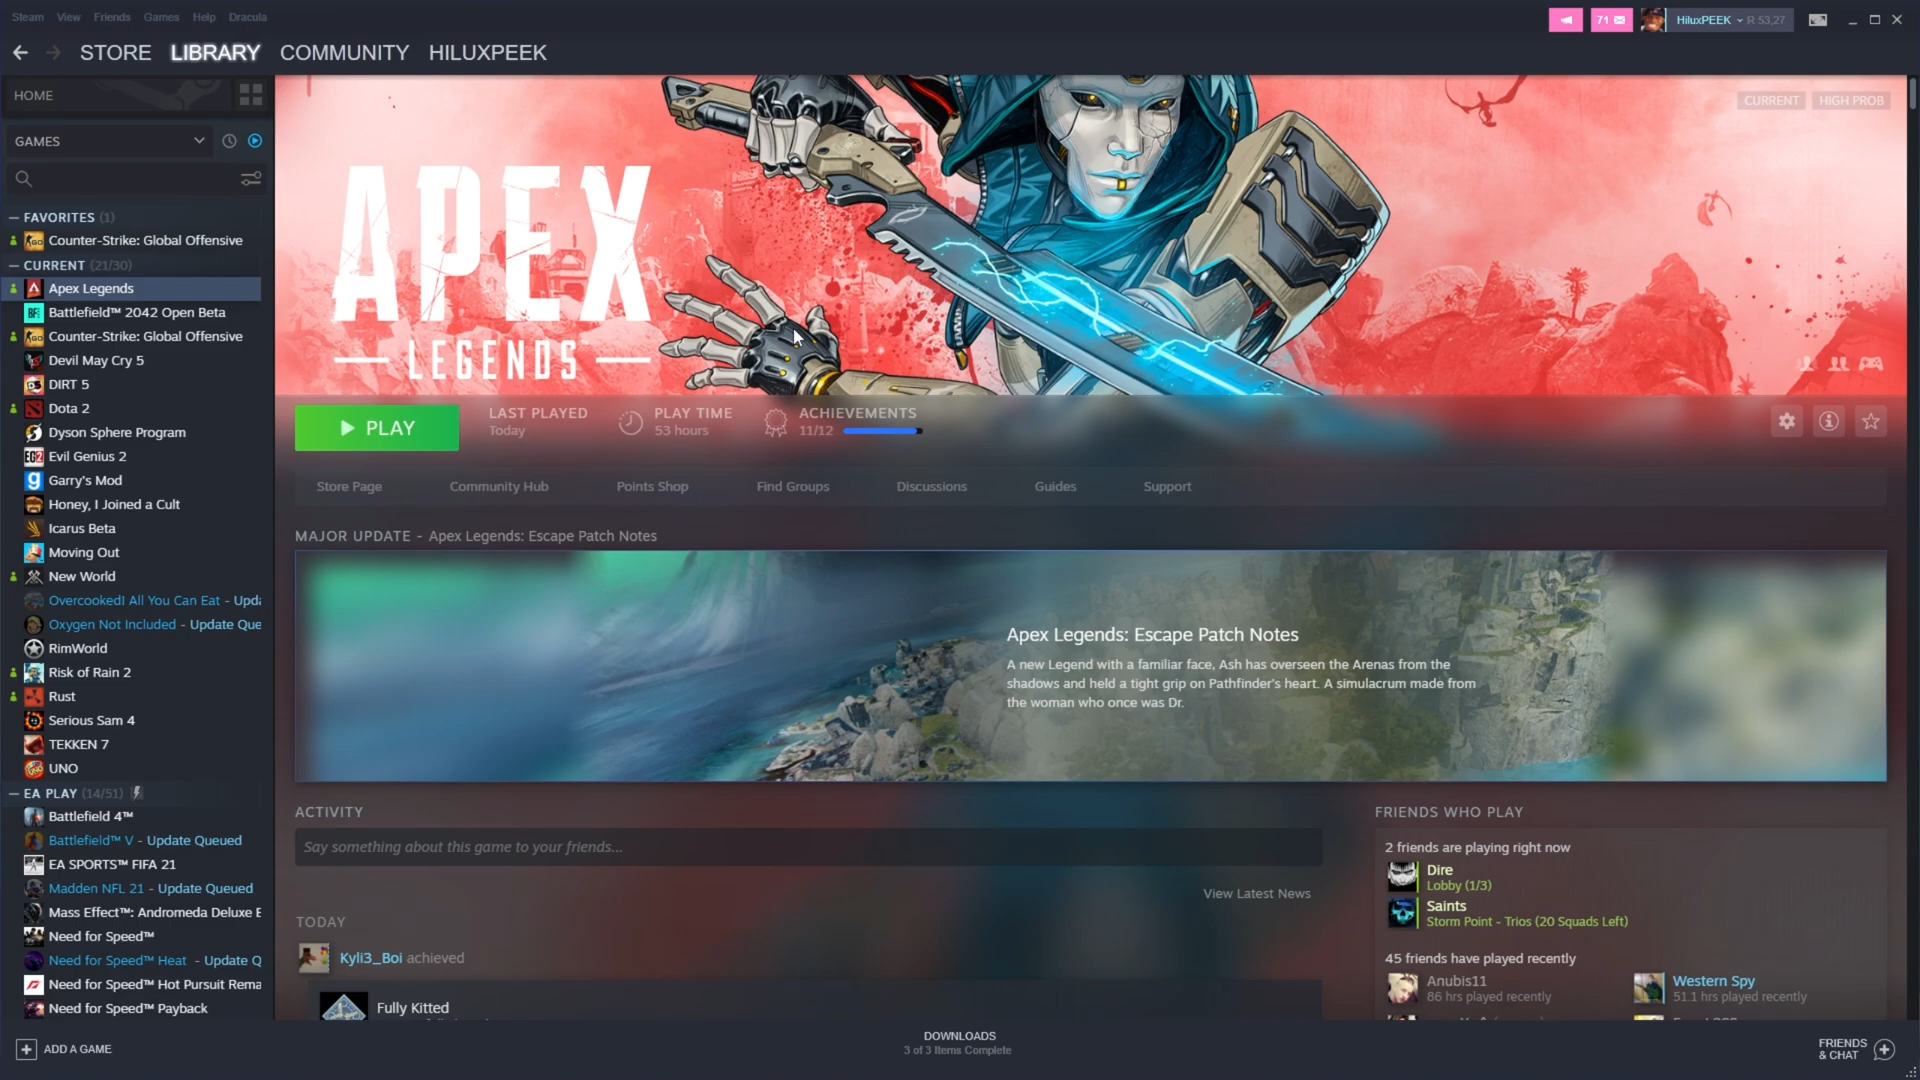 Steam View Friends Games Help Dracula
71
HiluxPEEK R 53,27
STORE LIBRARY COMMUNITY HILUXPEEK
HOME
GAMES
FAVORITES (1)
Counter-Strike: Global Offensive
CURRENT (21/30)
Apex Legends
Battlefield™ 2042 Open Beta
Counter-Strike: Global Offensive
Devil May Cry 5
DIRT 5
Dota 2
Dyson Sphere Program
Evil Genius 2
Garry's Mod
Honey, I Joined a Cult
Icarus Beta
Moving Out
New World
Overcooked! All You Can Eat - Upda
Oxygen Not Included - Update Que
RimWorld
Risk of Rain 2
Rust
Serious Sam 4
TEKKEN 7
UNO
EA PLAY (14/51)
Battlefield 4™
Battlefield™ V - Update Queued
EA SPORTS™ FIFA 21
Madden NFL 21 - Update Queued
Mass Effect™: Andromeda Deluxe E
Need for Speed™
Need for Speed™ Heat - Update Q
Need for Speed™ Hot Pursuit Rema
Need for Speed™ Payback
ADD A GAME
CURRENT HIGH PROB
APEX
LEGENDS
PLAY
LAST PLAYED
Today
PLAY TIME
53 hours
ACHIEVEMENTS
11/12
Store Page Community Hub Points Shop Find Groups Discussions Guides Support
MAJOR UPDATE - Apex Legends: Escape Patch Notes
Apex Legends: Escape Patch Notes
A new Legend with a familiar face, Ash has overseen the Arenas from the
shadows and held a tight grip on Pathfinder's heart. A simulacrum made from
the woman who once was Dr.
ACTIVITY
Say something about this game to your friends...
View Latest News
TODAY
Kyli3_Boi achieved
Fully Kitted
FRIENDS WHO PLAY
2 friends are playing right now
Dire
Lobby (1/3)
Saints
Storm Point - Trios (20 Squads Left)
45 friends have played recently
Anubis11
86 hrs played recently
Western Spy
51.1 hrs played recently
DOWNLOADS
3 of 3 Items Complete
FRIENDS
& CHAT